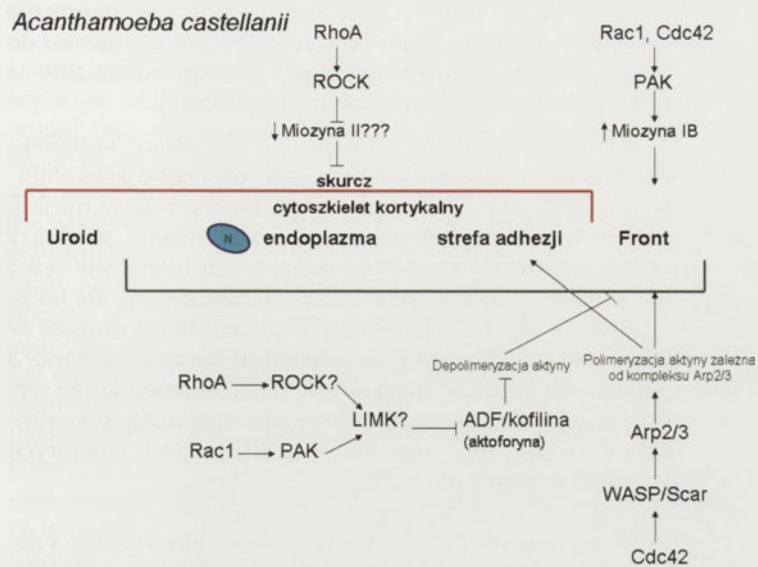 Acanthamoeba castellanii
RhoA
Rac1, Cdc42
ROCK
PAK
Miozyna II???
Miozyna IB
skurcz
cytoszkielet kortykalny
Uroid
N
endoplazma
strefa adhezji
Front
Depolimeryzacja aktyny
Polimeryzacja aktyny zależna
od kompleksu Arp2/3
RhoA
ROCK?
LIMK?
ADF/kofilina
(aktoforyna)
Rac1
PAK
Arp2/3
WASP/Scar
Cdc42